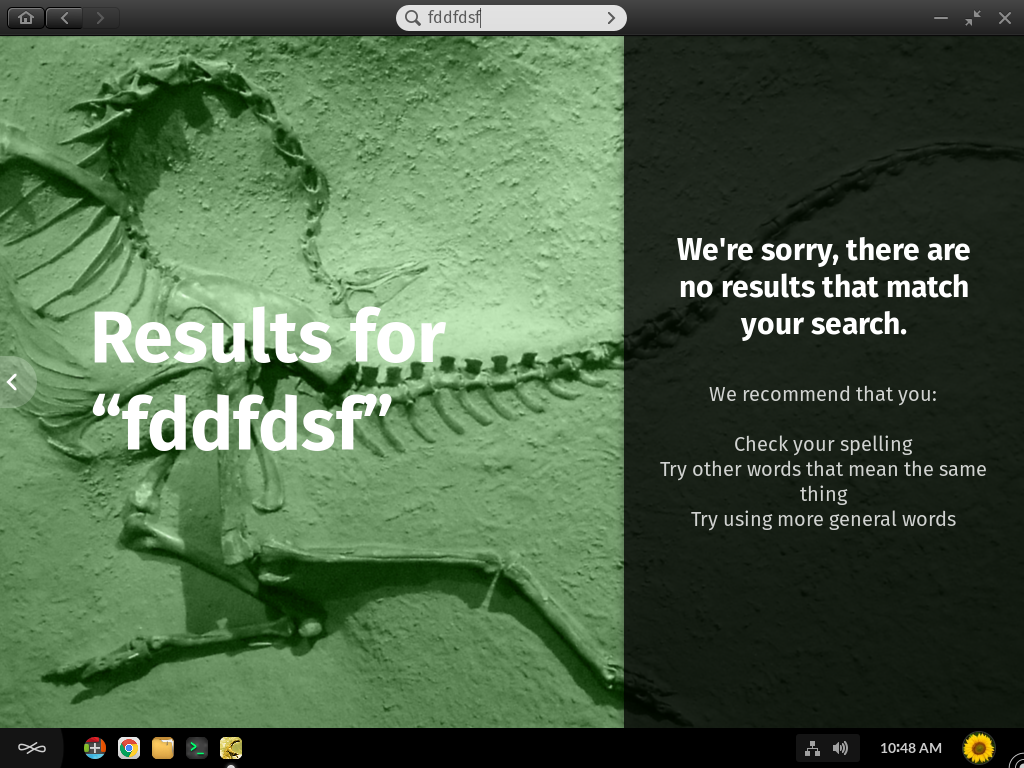 fddfdsf
Results for
“fddfdsf”
We're sorry, there are
no results that match
your search.
We recommend that you:
Check your spelling
Try other words that mean the same
thing
Try using more general words
10:48 AM